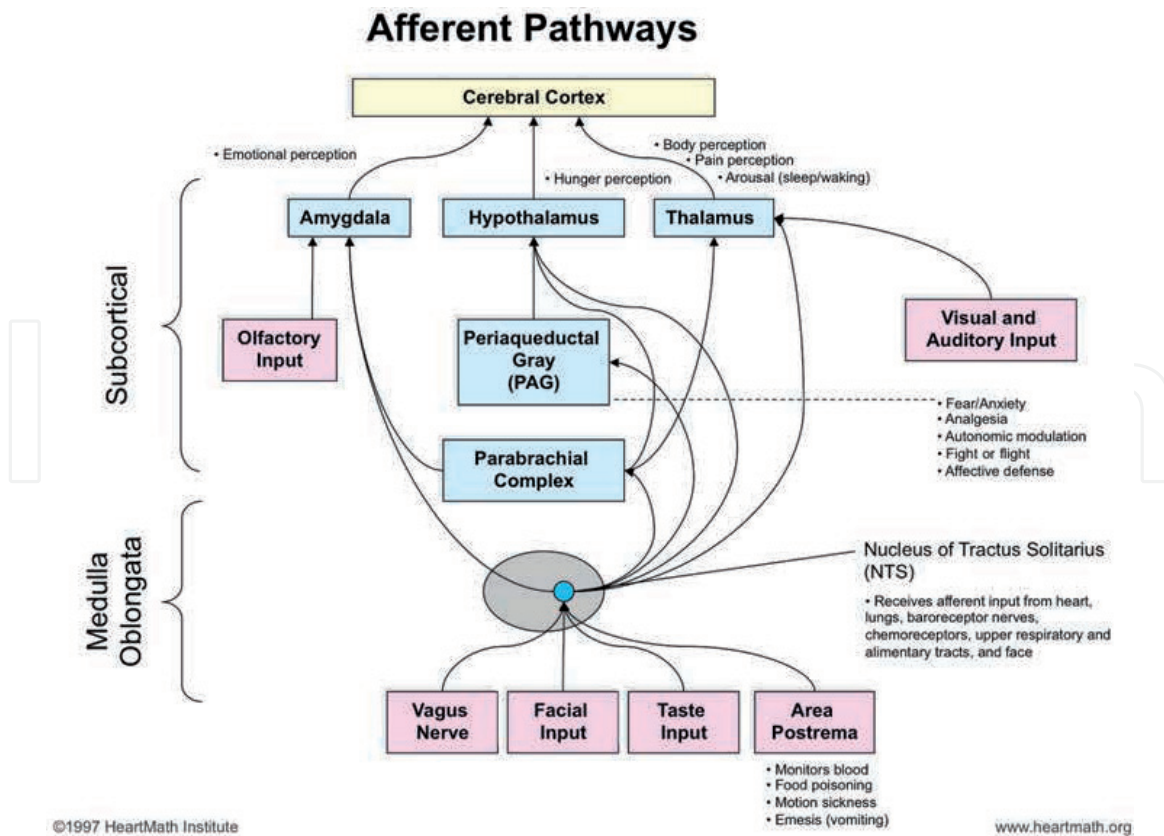 Afferent Pathways
Cerebral Cortex
• Emotional perception
• Hunger perception
• Body perception
• Pain perception
• Arousal (sleep/waking)
Subcortical
Amygdala
Hypothalamus
Thalamus
Olfactory
Input
Periaqueductal
Gray
(PAG)
Visual and
Auditory Input
• Fear/Anxiety
• Analgesia
• Autonomic modulation
• Fight or flight
• Affective defense
Parabrachial
Complex
Medulla
Oblongata
Nucleus of Tractus Solitarius
(NTS)
• Receives afferent input from heart,
lungs, baroreceptor nerves,
chemoreceptors, upper respiratory and
alimentary tracts, and face
Vagus
Nerve
Facial
Input
Taste
Input
Area
Postrema
• Monitors blood
• Food poisoning
• Motion sickness
• Emesis (vomiting)
©1997 HeartMath Institute
www.heartmath.org